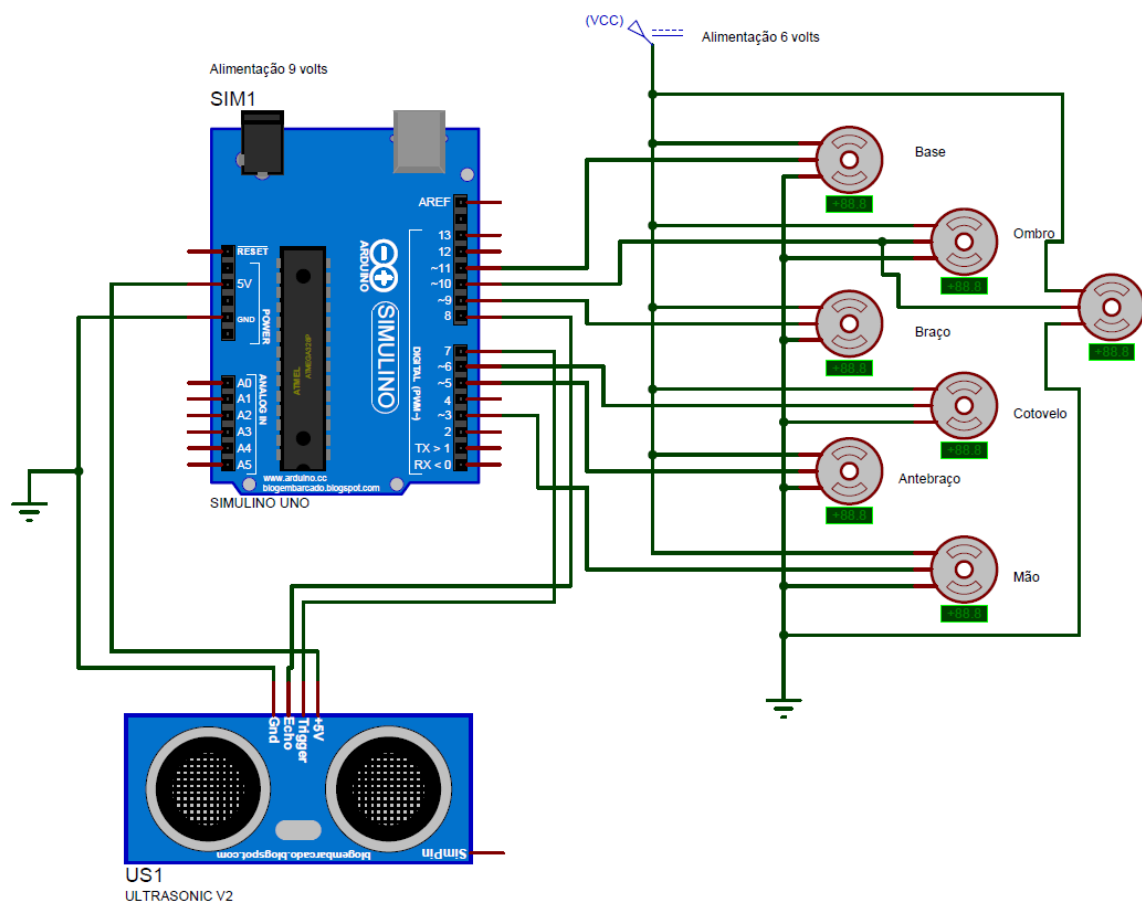 (VCC)
Alimentação 6 volts
Alimentação 9 volts
SIM1
AREF
13
12
~11
~10
~9
8
7
~6
~5
4
~3
2
TX > 1
RX < 0
RESET
5V
GND
POWER
A0
A1
A2
A3
A4
A5
ANALOG IN
ATMEL
ATMEGA328P
ARDUINO
SIMULINO
DIGITAL (PWM~)
www.arduino.cc
blogembarcado.blogspot.com
SIMULINO UNO
Base
+88.8
Ombro
+88.8
+88.8
Braço
+88.8
Cotovelo
+88.8
Antebraço
+88.8
Mão
+88.8
Gnd
Echo
Trigger
+5V
blogembarcado.blogspot.com
SimPin
US1
ULTRASONIC V2